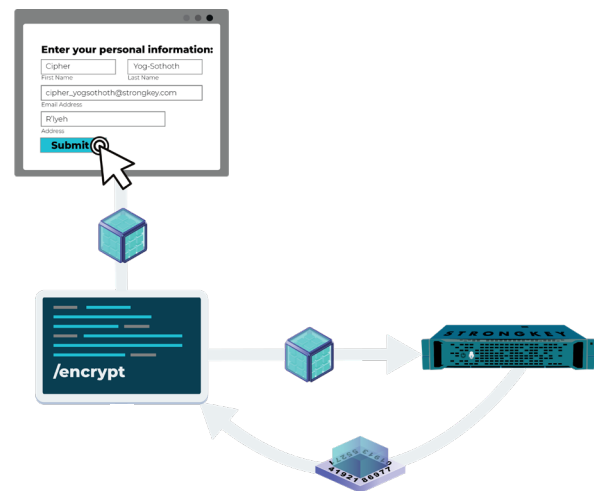 Enter your personal information:
Cipher Yog-Sothoth
First Name Last Name
cipher_yogsothoth@strongkey.com
Email Address
R'lyeh
Address
Submit
/encrypt
STRONGKEY
41921 86977